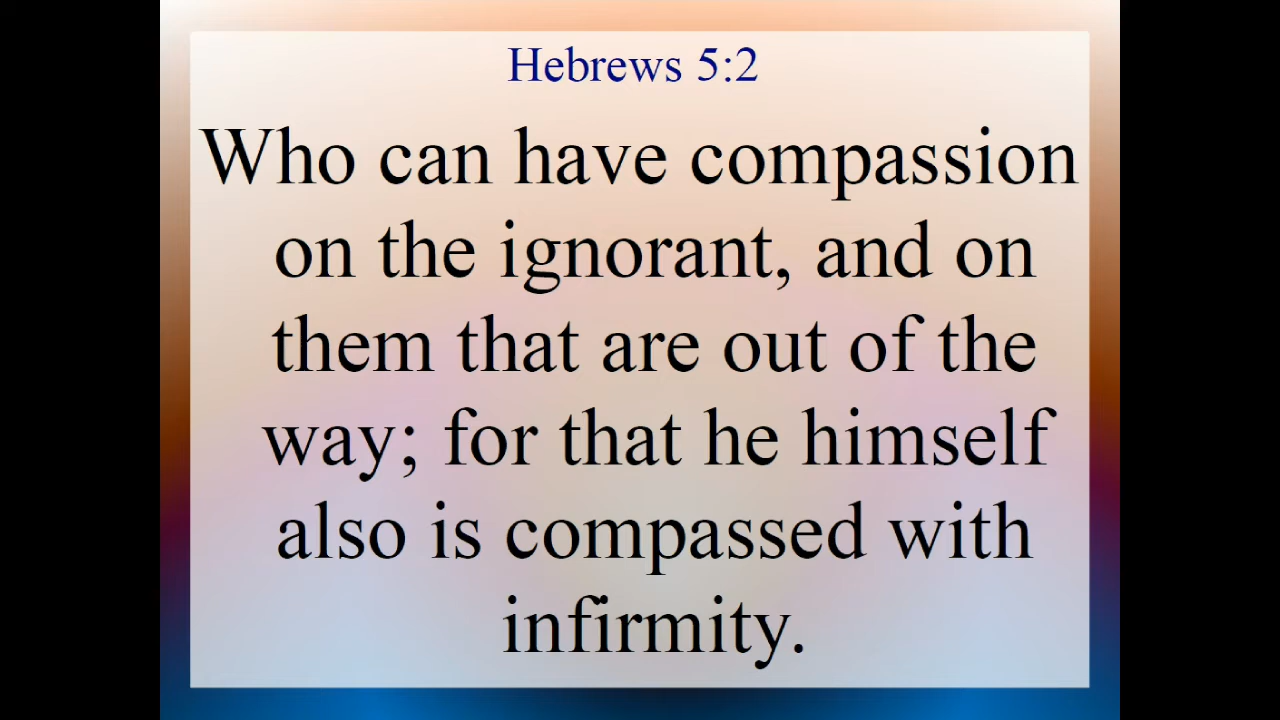 Hebrews 5:2
Who can have compassion
on the ignorant, and on
them that are out of the
way; for that he himself
also is compassed with
infirmity.